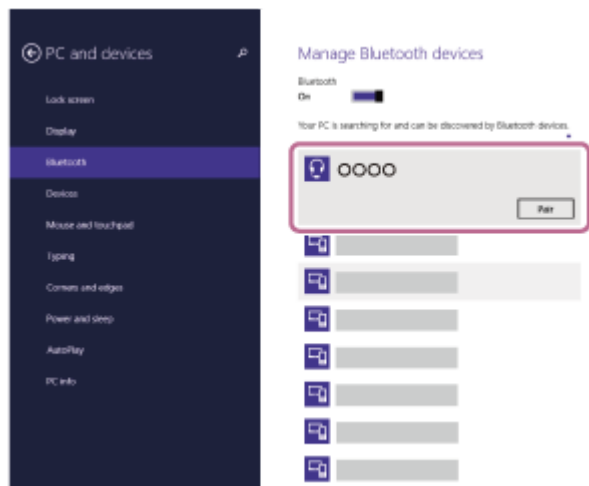 PC and devices
Lock screen
Display
Bluetooth
Devices
Mouse and touchpad
Typing
Corners and edges
Power and sleep
AutoPlay
PC info
Manage Bluetooth devices
Bluetooth
On
Your PC is searching for and can be discovered by Bluetooth devices.
OOOO
Pair